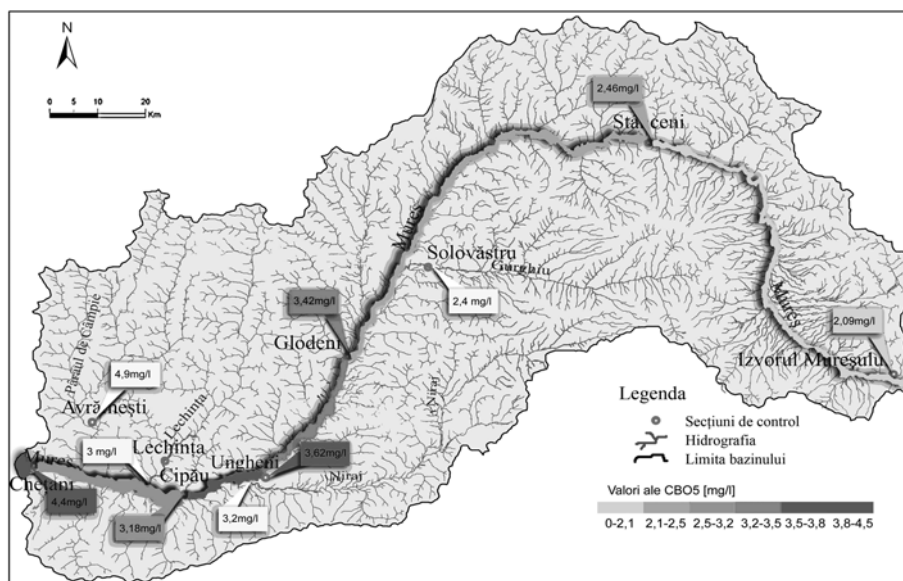 N
0
10
20
Km
2,46mg/l
Mureș
Solovăstru
Gurghiu
2,4 mg/l
3,42mg/l
Glodeni
Mureș
2,09mg/l
Izvorul Mureșului
Pârâul de Câmpie
4,9mg/l
Lechința
Niraj
3 mg/l
Lechința
Ungheni
3,62mg/l
Mureș
Cipău
Niraj
Chețani
4,4mg/l
3,2mg/l
3,18mg/l
Legenda
Secțiuni de control
Hidrografia
Limita bazinului
Valori ale CBO5 [mg/l]
0-2,1 2,1-2,5 2,5-3,2 3,2-3,5 3,5-3,8 3,8-4,5